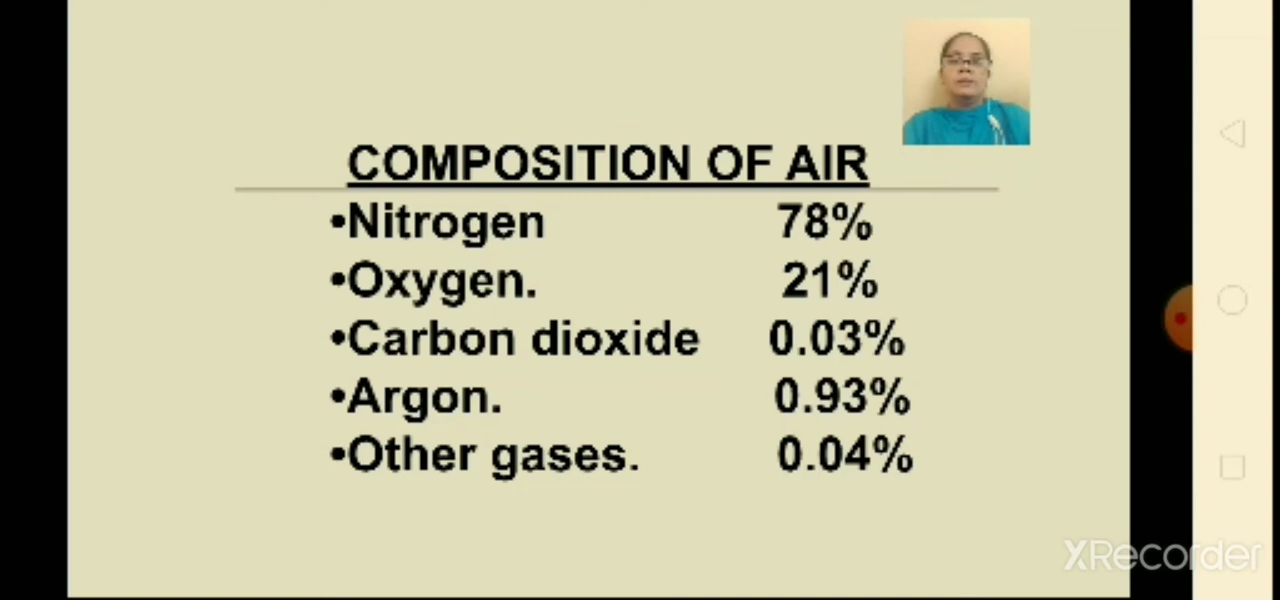 COMPOSITION OF AIR
•Nitrogen 78%
•Oxygen. 21%
•Carbon dioxide 0.03%
•Argon. 0.93%
•Other gases. 0.04%
XRecorder